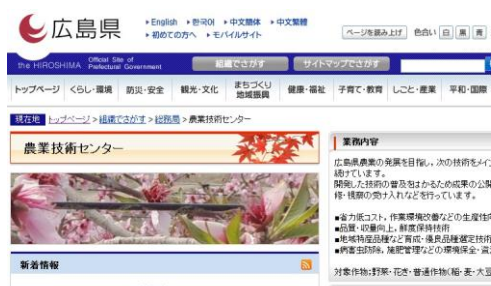 広島県
English 한국어 中文簡体 中文繁體
初めての方へ モバイルサイト
ページを読み上げ 色合い 白 黒 青
the HIROSHIMA Official Site of Prefectural Government
組織でさがす サイトマップでさがす
トップページ くらし・環境 防災・安全 観光・文化 まちづくり 地域振興 健康・福祉 子育て・教育 しごと・産業 平和・国際
現在地 トップページ > 組織でさがす > 総務局 > 農業技術センター
農業技術センター
新着情報
業務内容
広島県農業の発展を目指し、次の技術をメイン
続けています。
開発した技術の普及をはかるため成果の公開
修・視察の受け入れなどを行っています。
■省力低コスト，作業環境改善などの生産性向
■品質・収量向上，鮮度保持技術
■地域特産品種など育成・優良品種選定技術
■病害虫防除，施肥管理などの環境保全・資
対象作物:野菜・花き・普通作物(稲・麦・大豆